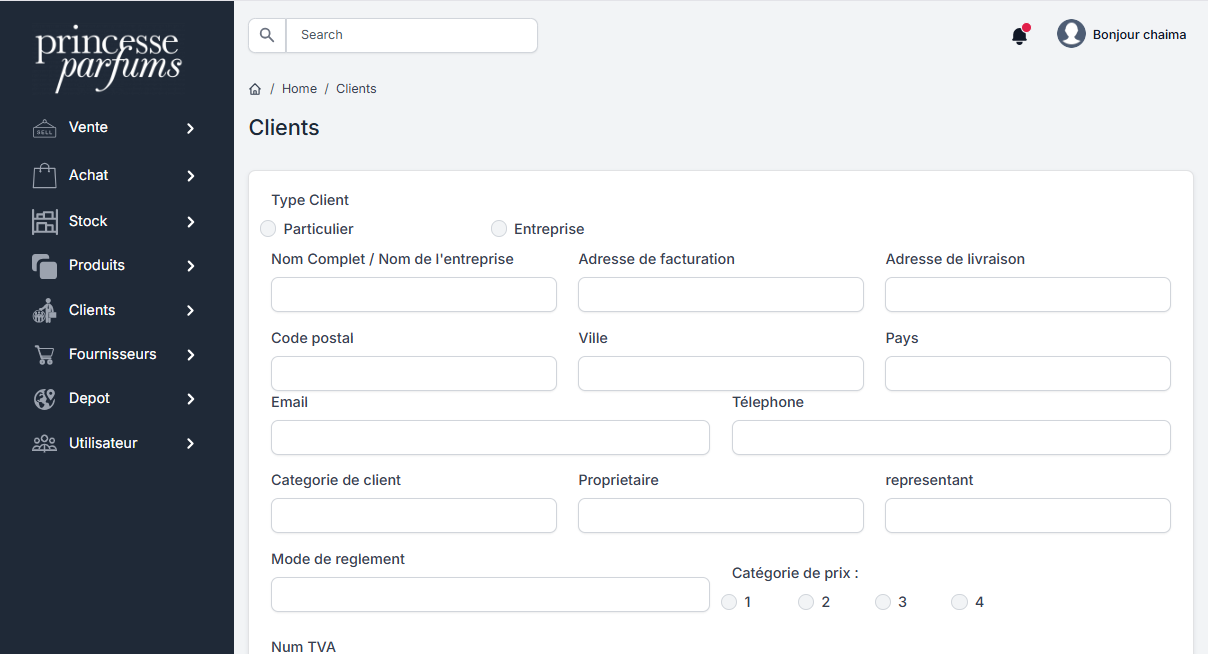 princesse
parfums
Search
Bonjour chaima
/ Home / Clients
Clients
SELL
Vente
Achat
Stock
Produits
Clients
Fournisseurs
Depot
Utilisateur
Type Client
Particulier Entreprise
Nom Complet / Nom de l'entreprise Adresse de facturation Adresse de livraison
Code postal Ville Pays
Email Télephone
Categorie de client Proprietaire representant
Mode de reglement
Catégorie de prix :
1 2 3 4
Num TVA